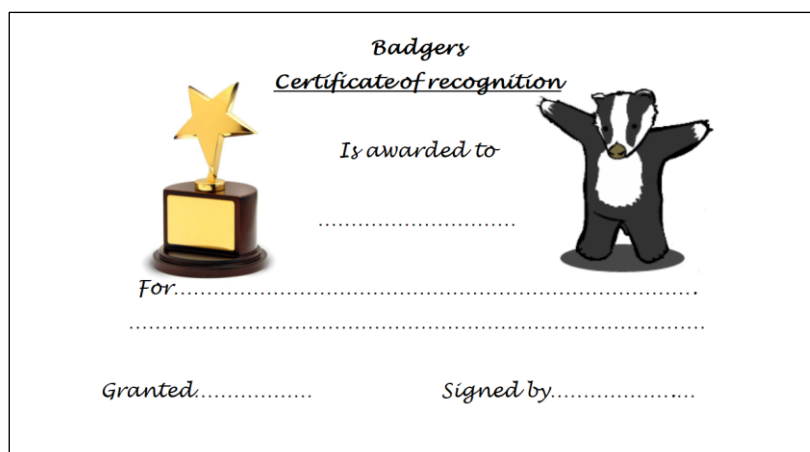 Badgers
Certificate of recognition
Is awarded to
..............................
For..............................................................................
......................................................................................
Granted.................. Signed by......................